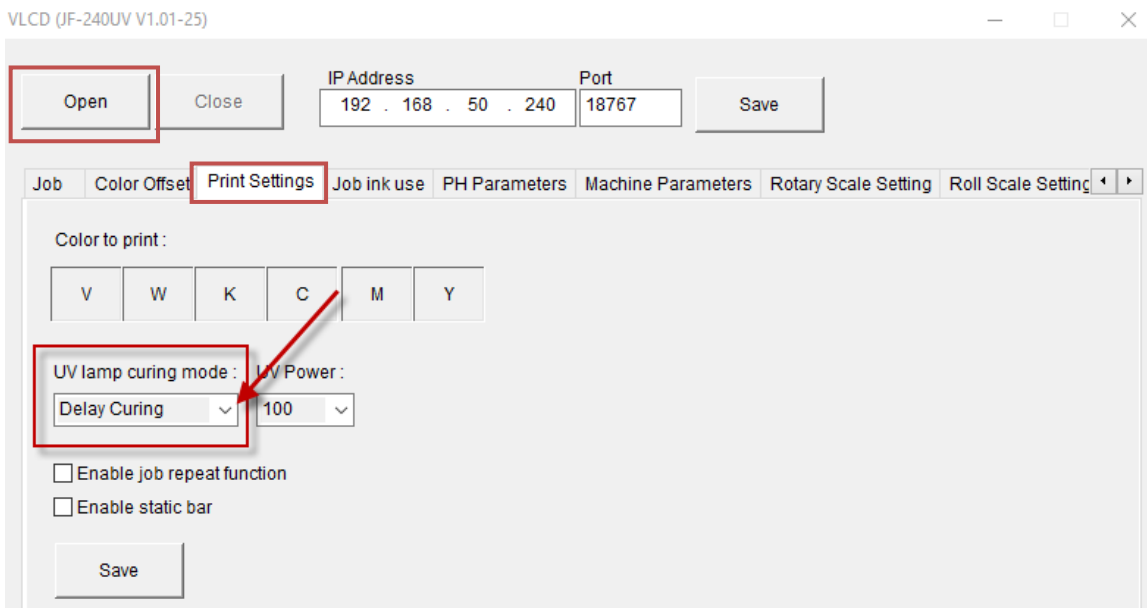 VLCD (JF-240UV V1.01-25)
IP Address Port
Open Close 192 . 168 . 50 . 240 18767 Save
Job Color Offset Print Settings Job ink use PH Parameters Machine Parameters Rotary Scale Setting Roll Scale Setting
Color to print :
V W K C M Y
UV lamp curing mode : UV Power :
Delay Curing 100
Enable job repeat function
Enable static bar
Save